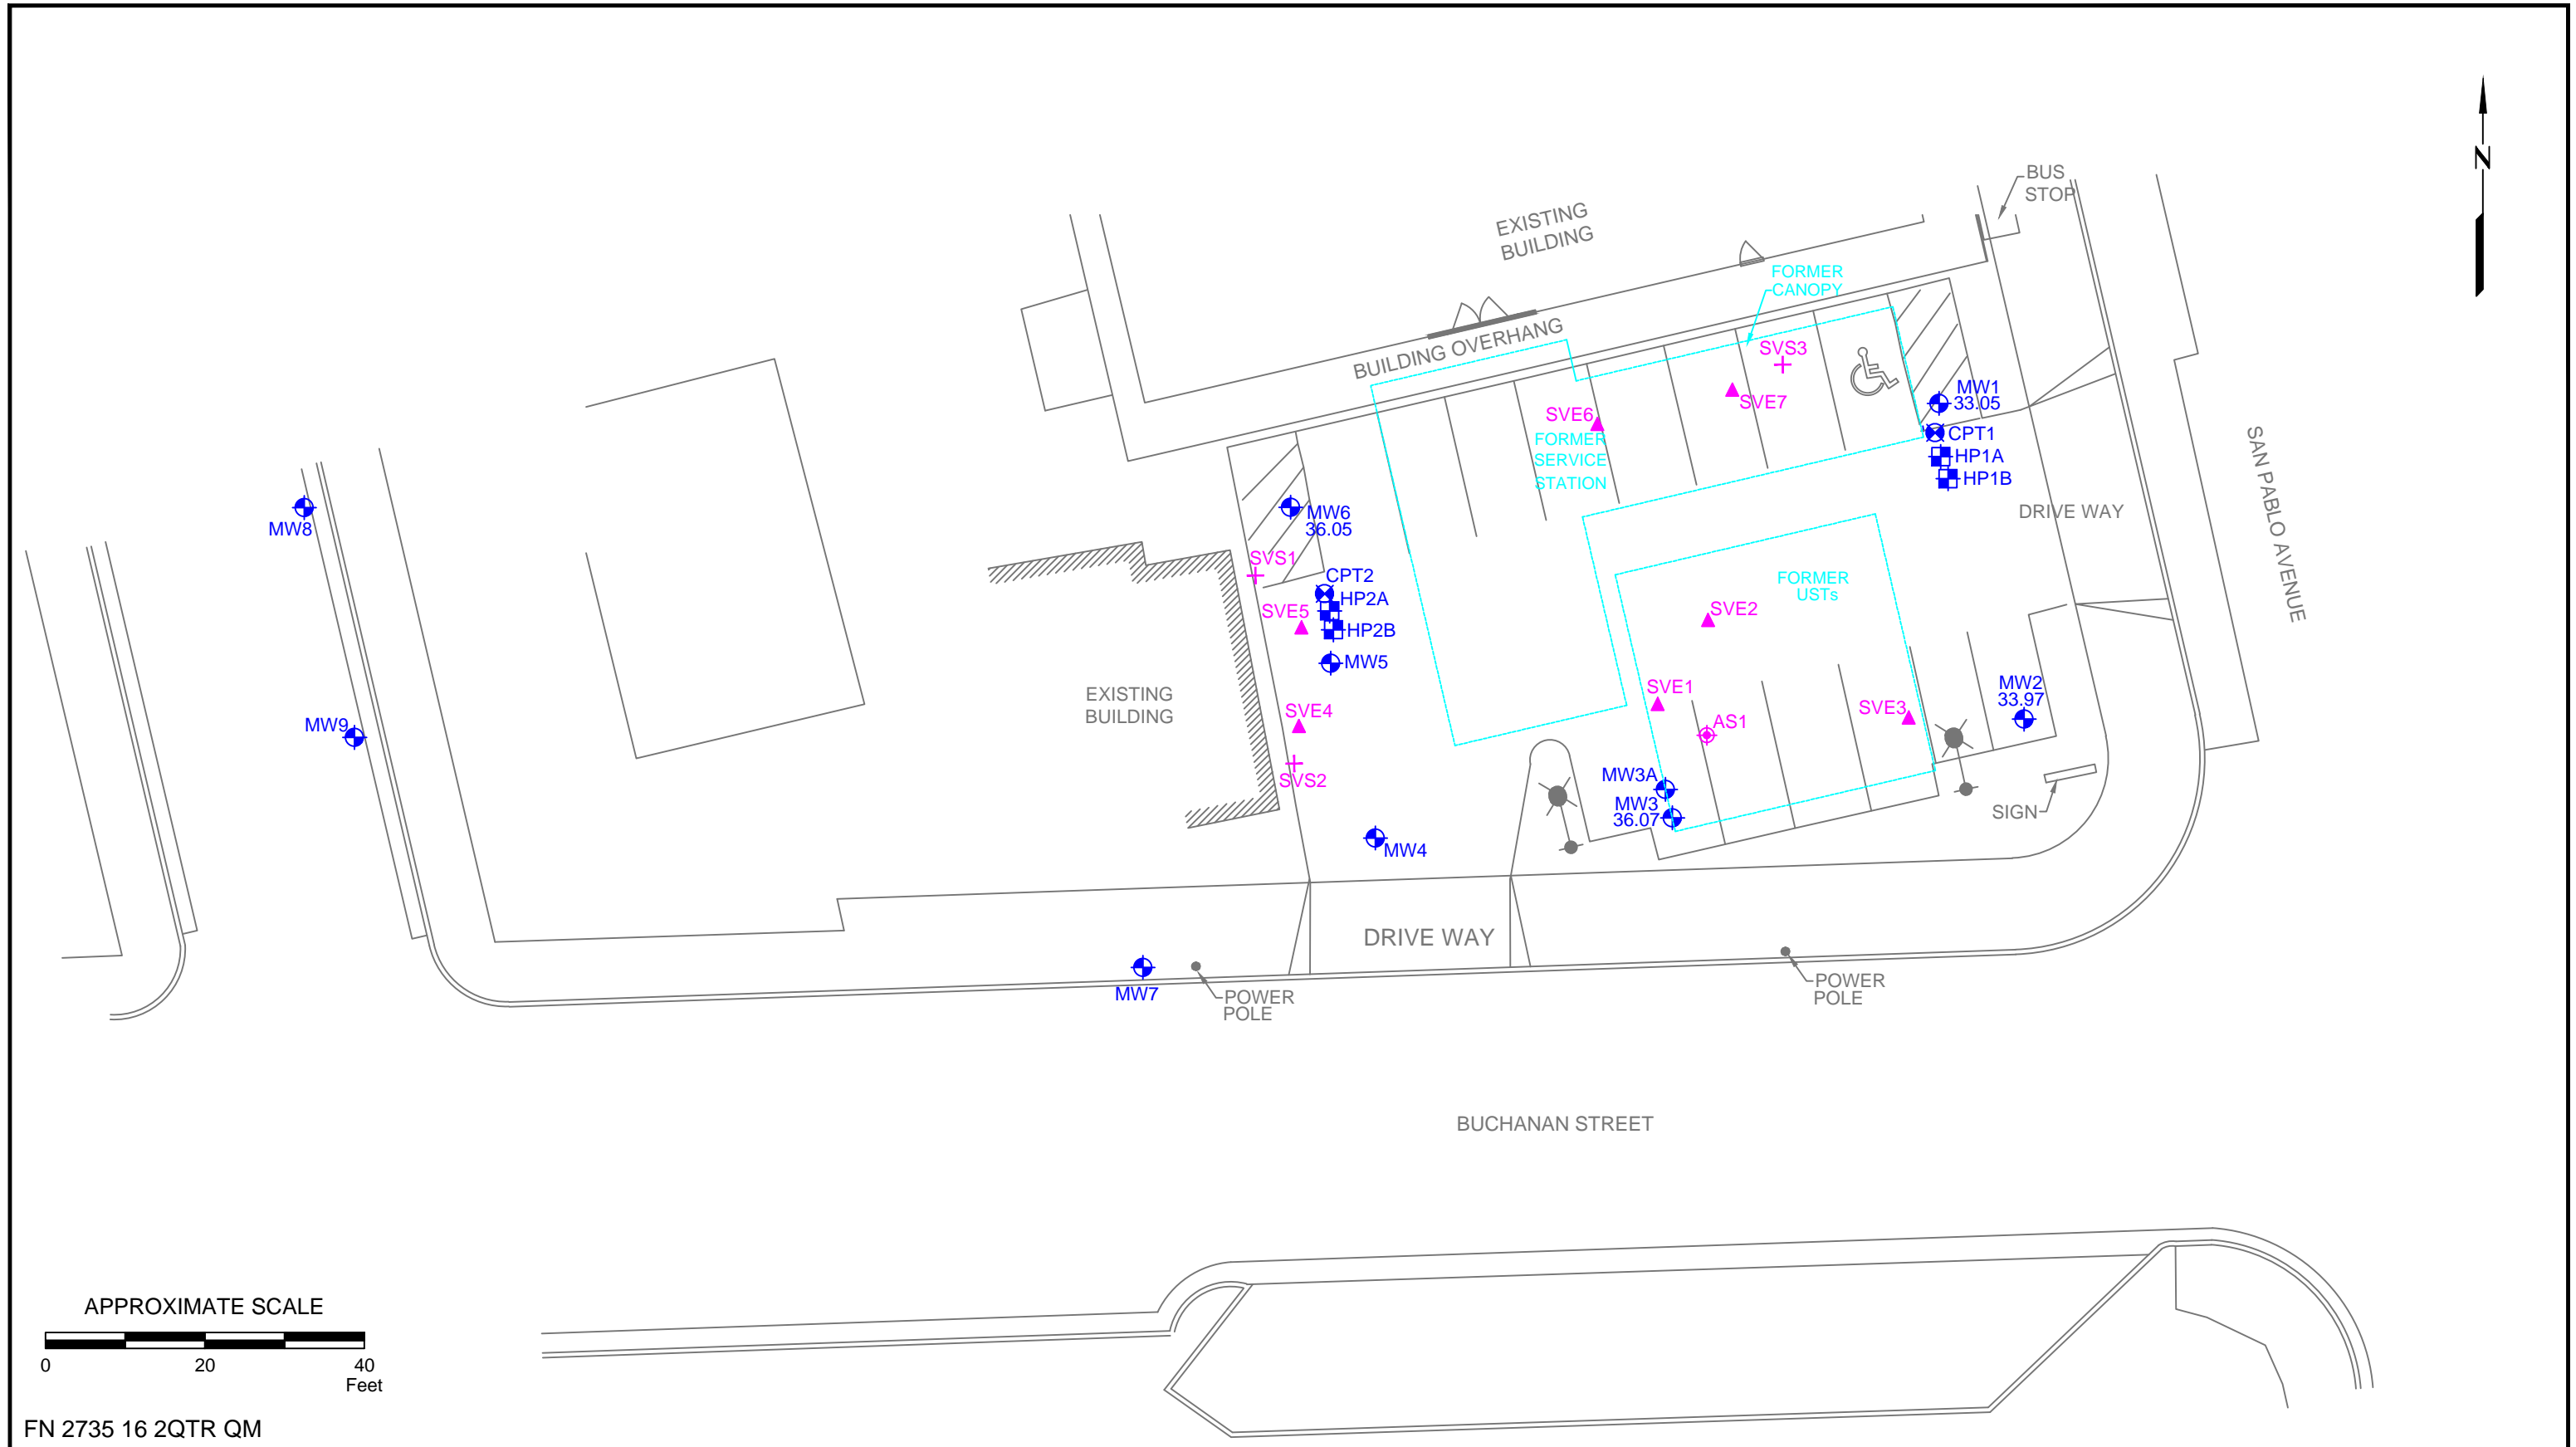 BUS
STOP
N
EXISTING
BUILDING
FORMER
CANOPY
BUILDING OVERHANG
SVS3
MW1
33.05
SVE7
SVE6
CPT1
FORMER
SERVICE
STATION
HP1A
HP1B
SAN PABLO AVENUE
DRIVE WAY
MW8
MW6
36.05
SVS1
CPT2
HP2A
SVE5
HP2B
MW5
FORMER
USTs
SVE2
EXISTING
BUILDING
SVE4
SVE1
SVE3
MW2
33.97
MW9
AS1
SVS2
MW3A
MW3
36.07
SIGN
MW4
DRIVE WAY
MW7
POWER
POLE
POWER
POLE
BUCHANAN STREET
APPROXIMATE SCALE
0 20 40
Feet
FN 2735 16 2QTR QM